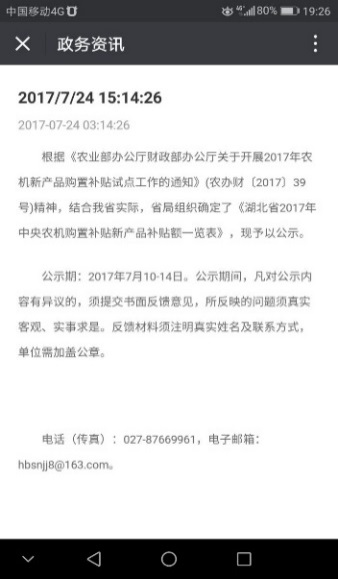 中国移动4G 4G 80% 19:26
政务资讯
2017/7/24 15:14:26
2017-07-24 03:14:26
根据《农业部办公厅财政部办公厅关于开展2017年农
机新产品购置补贴试点工作的通知》(农办财〔2017〕39
号)精神，结合我省实际，省局组织确定了《湖北省2017年
中央农机购置补贴新产品补贴额一览表》，现予以公示。
公示期：2017年7月10-14日。公示期间，凡对公示内
容有异议的，须提交书面反馈意见，所反映的问题须真实
客观、实事求是。反馈材料须注明真实姓名及联系方式，
单位需加盖公章。
电话（传真）：027-87669961，电子邮箱：
hbsnjj8@163.com。